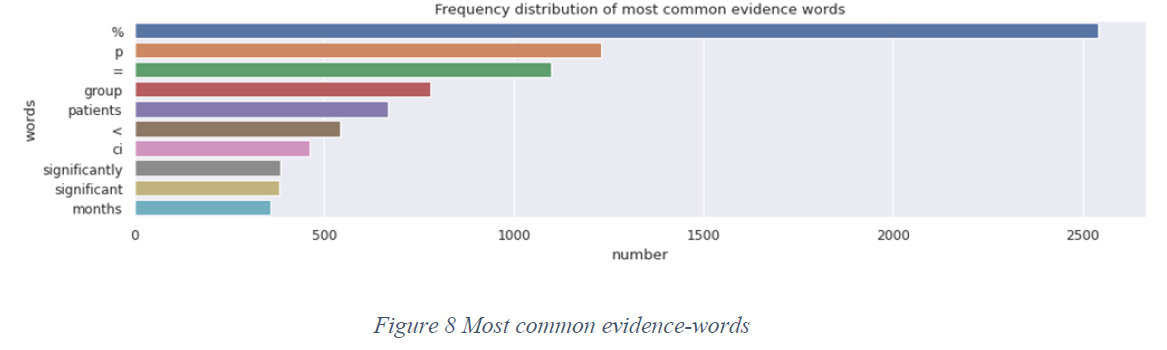 Frequency distribution of most common evidence words
words
%
p
=
group
patients
<
ci
significantly
significant
months
0 500 1000 1500 2000 2500
number
Figure 8 Most common evidence-words